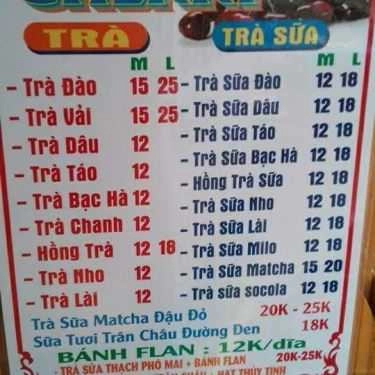 CHERRY
TRÀ
TRÀ SỮA
M L
M L
- Trà Đào 15 25
- Trà Vải 15 25
- Trà Dâu 12
- Trà Táo 12
- Trà Bạc Hà 12
- Trà Chanh 12
- Hồng Trà 12 18
- Trà Nho 12
- Trà Lài 12
- Trà Sữa Đào 12 18
- Trà Sữa Dâu 12 18
- Trà Sữa Táo 12 18
- Trà Sữa Bạc Hà 12 18
- Hồng Trà Sữa 12 18
- Trà Sữa Nho 12 18
- Trà Sữa Lài 12 18
- Trà Sữa Milo 12 18
- Trà Sữa Matcha 15 20
- Trà sữa socola 12 18
Trà Sữa Matcha Đậu Đỏ 20K - 25K
Sữa Tươi Trân Châu Đường Đen 18K
BÁNH FLAN : 12K/dĩa
- TRÀ SỮA THẠCH PHÔ MAI + BÁNH FLAN 20K-25K
CHÂU + HẠT THỦY TINH